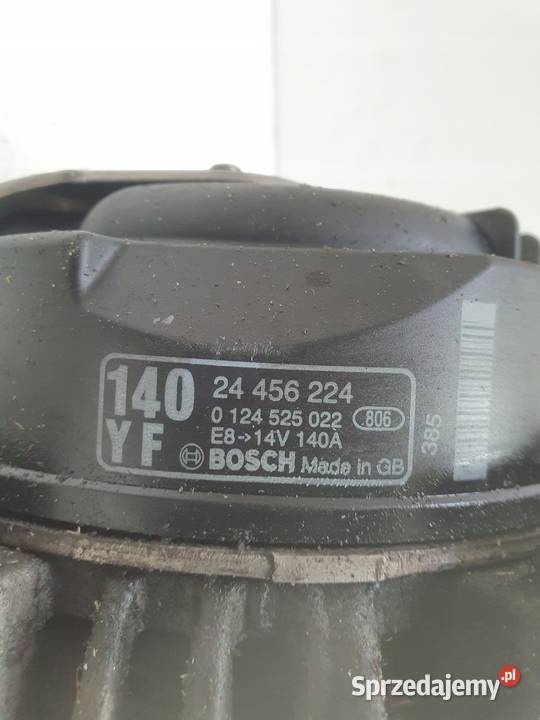 140 24 456 224
YF 0 124 525 022 806
E8->14V 140A
BOSCH Made in GB
385
Sprzedajemy.pl